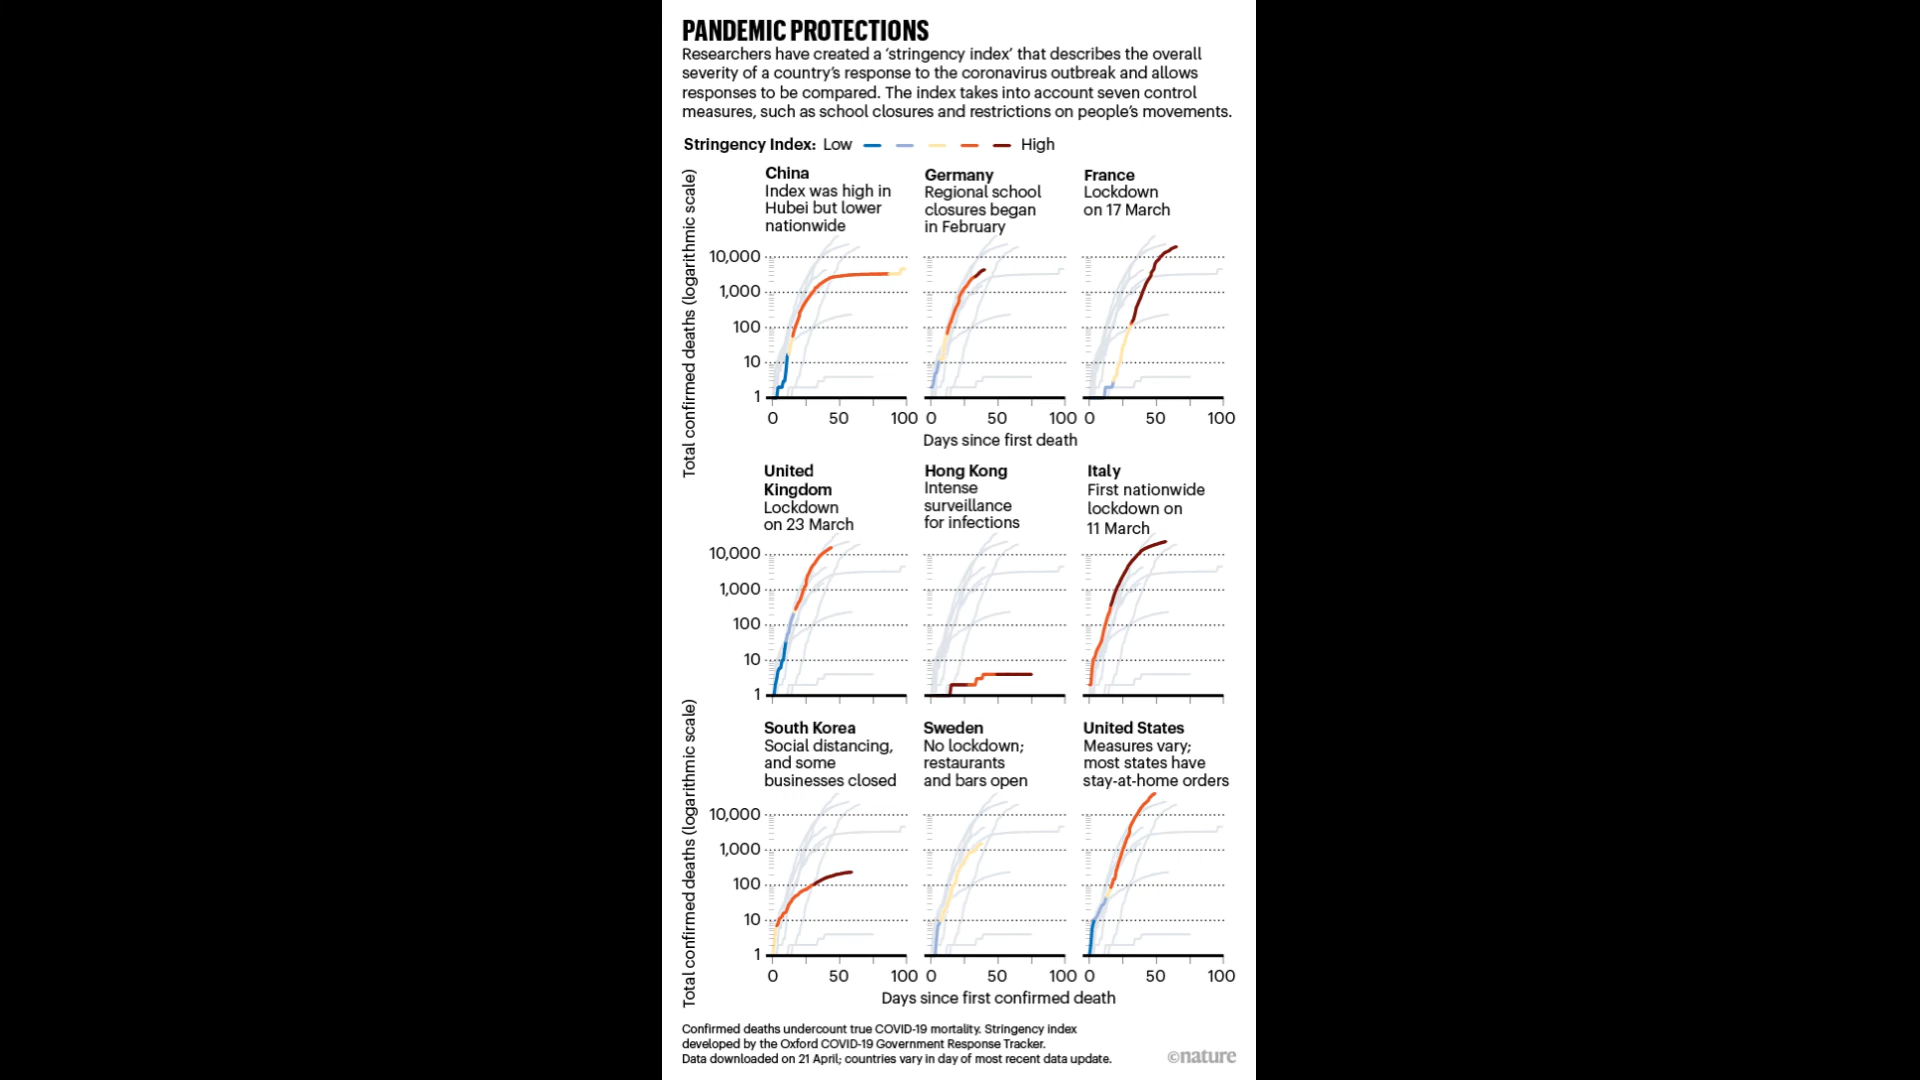 PANDEMIC PROTECTIONS
Researchers have created a ‘stringency index’ that describes the overall
severity of a country’s response to the coronavirus outbreak and allows
responses to be compared. The index takes into account seven control
measures, such as school closures and restrictions on people’s movements.
Stringency Index: Low High
Total confirmed deaths (logarithmic scale)
China
Index was high in
Hubei but lower
nationwide
Germany
Regional school
closures began
in February
France
Lockdown
on 17 March
10,000
1,000
100
10
1
0 50 100 0 50 100 0 50 100
Days since first death
United
Kingdom
Lockdown
on 23 March
Hong Kong
Intense
surveillance
for infections
Italy
First nationwide
lockdown on
11 March
10,000
1,000
100
10
1
Total confirmed deaths (logarithmic scale)
South Korea
Social distancing,
and some
businesses closed
Sweden
No lockdown;
restaurants
and bars open
United States
Measures vary;
most states have
stay-at-home orders
10,000
1,000
100
10
1
0 50 100 0 50 100 0 50 100
Days since first confirmed death
Confirmed deaths undercount true COVID-19 mortality. Stringency index
developed by the Oxford COVID-19 Government Response Tracker.
Data downloaded on 21 April; countries vary in day of most recent data update.
©nature